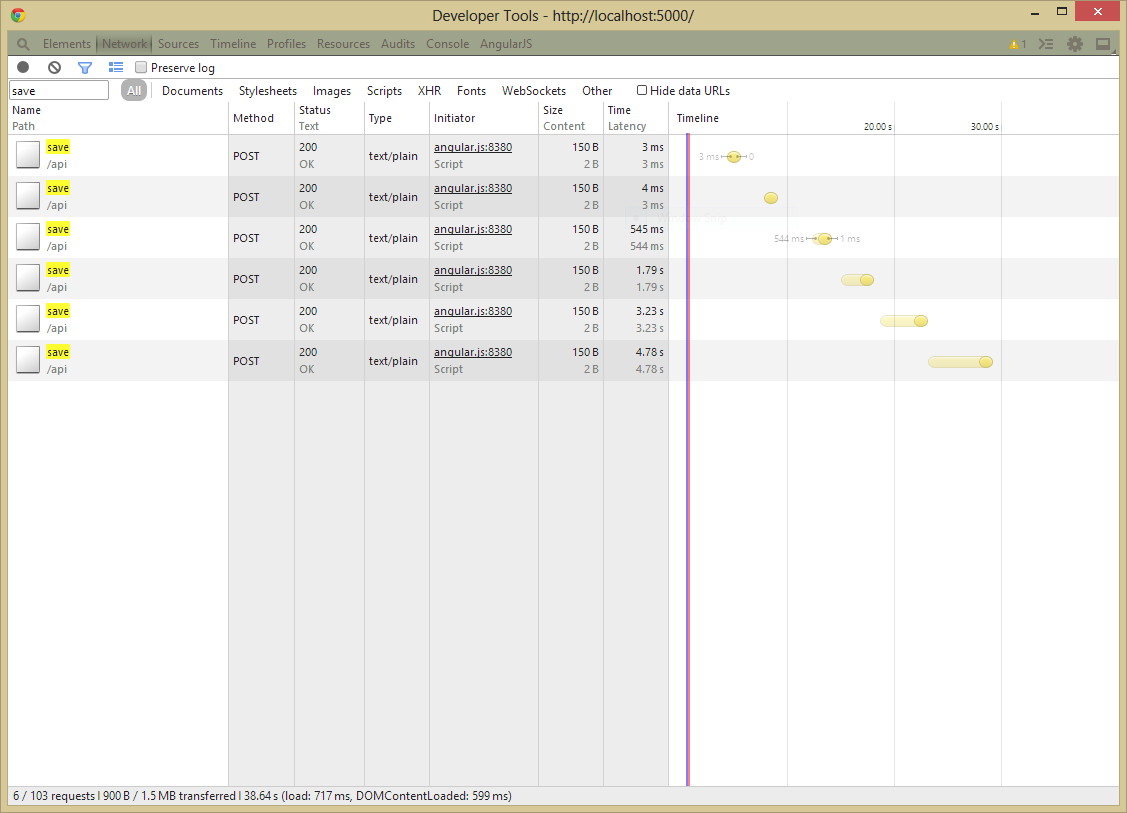 Developer Tools - http://localhost:5000/
Elements Network Sources Timeline Profiles Resources Audits Console AngularJS 1
Preserve log
save All Documents Stylesheets Images Scripts XHR Fonts WebSockets Other Hide data URLs
Name Method Status Type Initiator Size Time Timeline
Path Text Content Latency 20.00 s 30.00 s
save POST 200 text/plain angular.js:8380 150 B 3 ms 3 ms 0
/api OK Script 2 B 3 ms
save POST 200 text/plain angular.js:8380 150 B 4 ms
/api OK Script 2 B 3 ms
save POST 200 text/plain angular.js:8380 150 B 545 ms 544 ms 1 ms
/api OK Script 2 B 544 ms
save POST 200 text/plain angular.js:8380 150 B 1.79 s
/api OK Script 2 B 1.79 s
save POST 200 text/plain angular.js:8380 150 B 3.23 s
/api OK Script 2 B 3.23 s
save POST 200 text/plain angular.js:8380 150 B 4.78 s
/api OK Script 2 B 4.78 s
6 / 103 requests | 900 B / 1.5 MB transferred | 38.64 s (load: 717 ms, DOMContentLoaded: 599 ms)